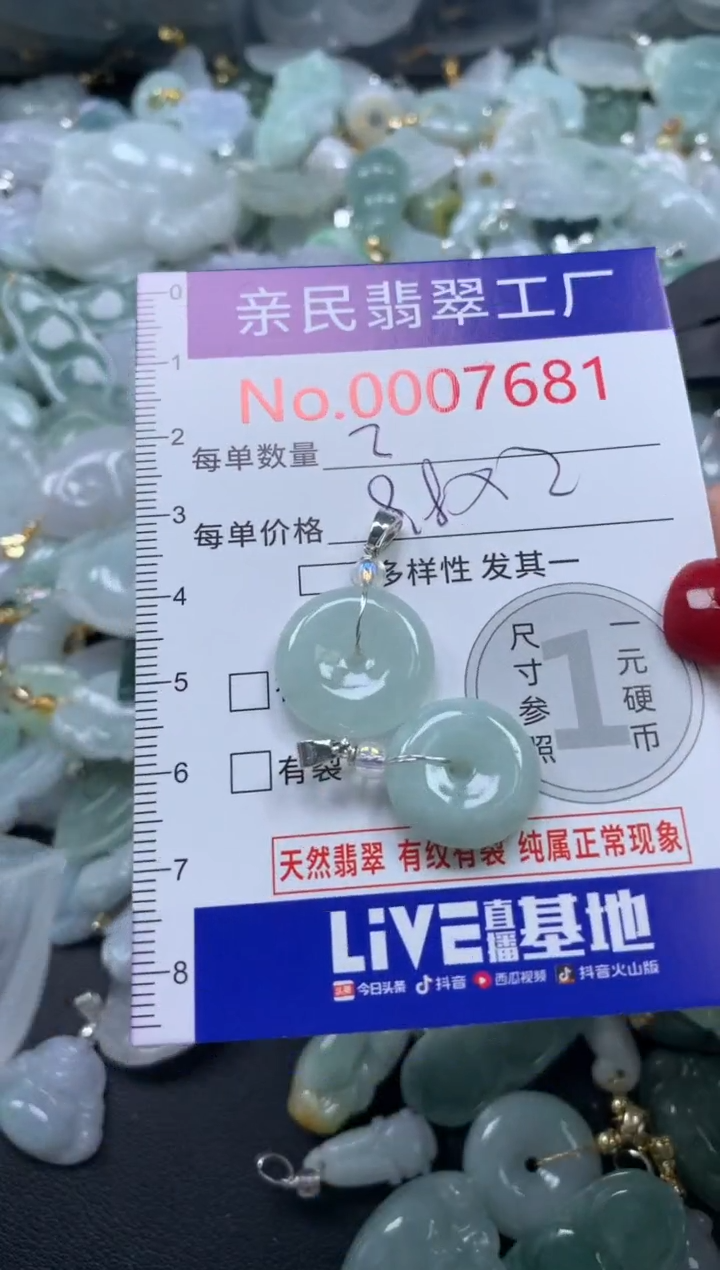 0
亲民翡翠工厂
1
No.0007681
2
每单数量 2
3
每单价格 88x2
多样性 发其一
4
尺寸参照
1
一元硬币
5
6
有裂
天然翡翠 有纹有裂 纯属正常现象
7
LiVE直播基地
8
今日头条 抖音 西瓜视频 抖音火山版